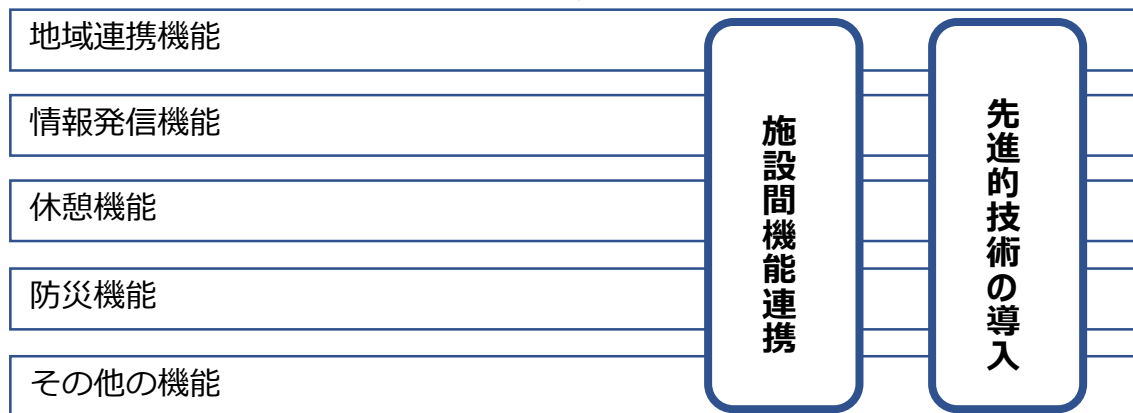 地域連携機能
情報発信機能
休憩機能
防災機能
その他の機能
施設間機能連携
先進的技術の導入